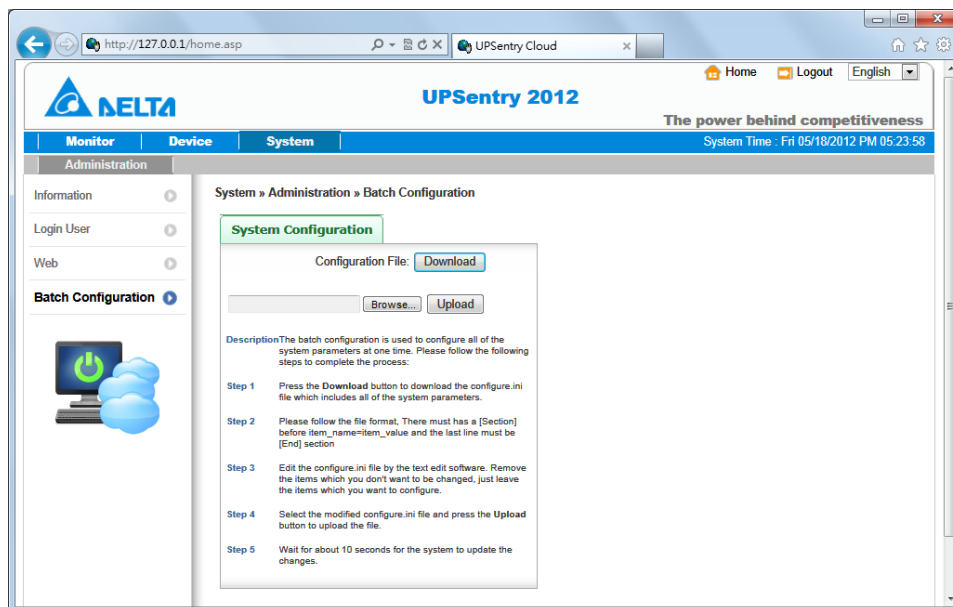 http://127.0.0.1/home.asp
UPSentry Cloud
Home Logout English
DELTA
UPSentry 2012
The power behind competitiveness
Monitor Device System System Time : Fri 05/18/2012 PM 05:23:58
Administration
Information
Login User
Web
Batch Configuration
System » Administration » Batch Configuration
System Configuration
Configuration File: Download
Browse... Upload
Description The batch configuration is used to configure all of the
system parameters at one time. Please follow the following
steps to complete the process:
Step 1 Press the Download button to download the configure.ini
file which includes all of the system parameters.
Step 2 Please follow the file format, There must has a [Section]
before item_name=item_value and the last line must be
[End] section
Step 3 Edit the configure.ini file by the text edit software. Remove
the items which you don't want to be changed, just leave
the items which you want to configure.
Step 4 Select the modified configure.ini file and press the Upload
button to upload the file.
Step 5 Wait for about 10 seconds for the system to update the
changes.